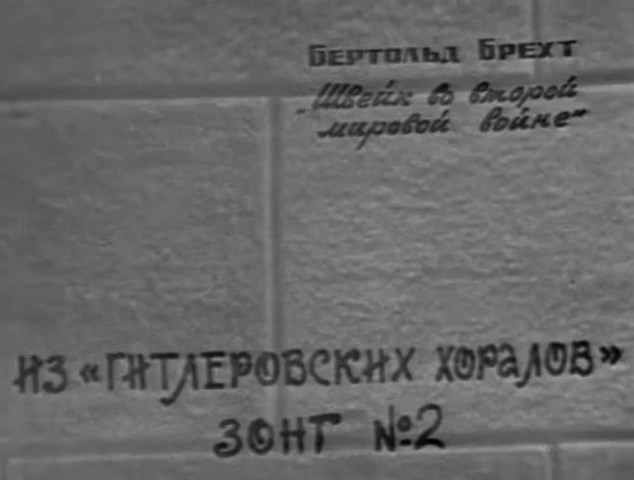 БЕРТОЛЬД БРЕХТ
„Швейк во второй
мировой войне"
ИЗ «ГИТЛЕРОВСКИХ ХОРАЛОВ»
ЗОНГ №2